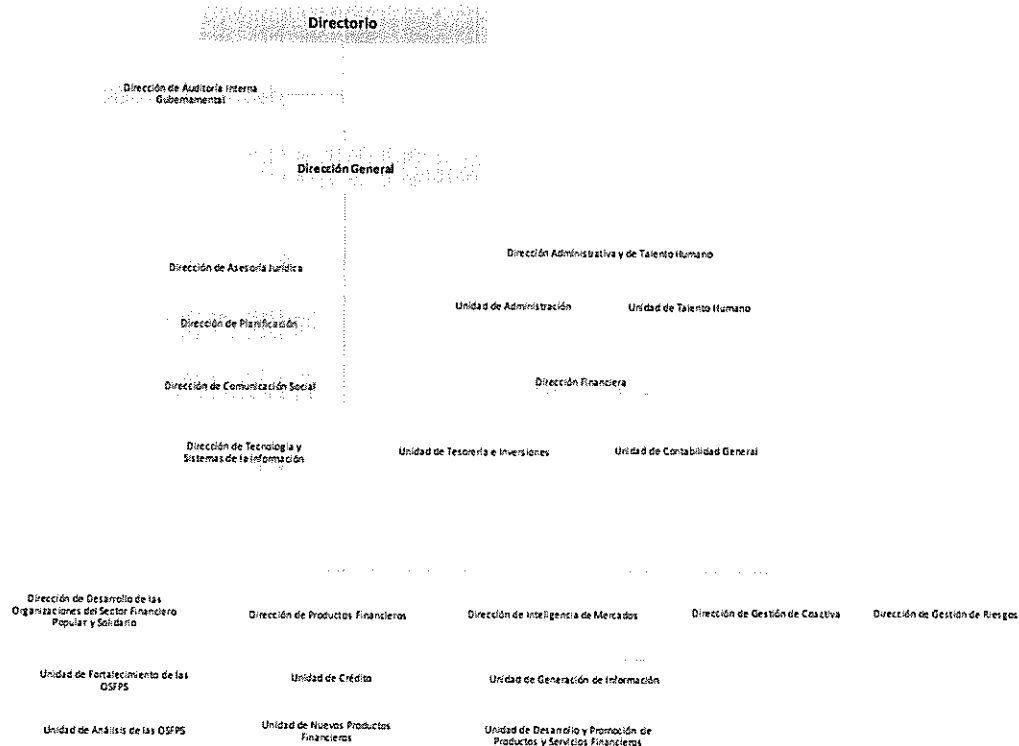 Directorio
Dirección de Auditoría Interna
Gubernamental
Dirección General
Dirección de Asesoría Jurídica
Dirección Administrativa y de Talento Humano
Unidad de Administración
Unidad de Talento Humano
Dirección de Planificación
Dirección de Comunicación Social
Dirección Financiera
Dirección de Tecnología y
Sistemas de la Información
Unidad de Tesorería e Inversiones
Unidad de Contabilidad General
Dirección de Desarrollo de las
Organizaciones del Sector Financiero
Popular y Solidario
Dirección de Productos Financieros
Dirección de Inteligencia de Mercados
Dirección de Gestión de Coactiva
Dirección de Gestión de Riesgos
Unidad de Fortalecimiento de las
OSFPS
Unidad de Crédito
Unidad de Generación de Información
Unidad de Análisis de las OSFPS
Unidad de Nuevos Productos
Financieros
Unidad de Desarrollo y Promoción de
Productos y Servicios Financieros